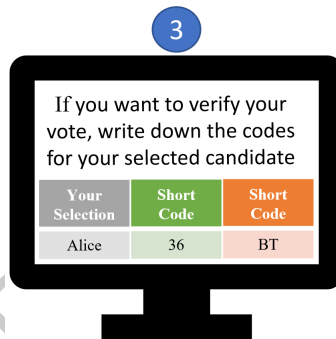 3
If you want to verify your
vote, write down the codes
for your selected candidate
Your Selection Short Code Short Code
Alice 36 BT